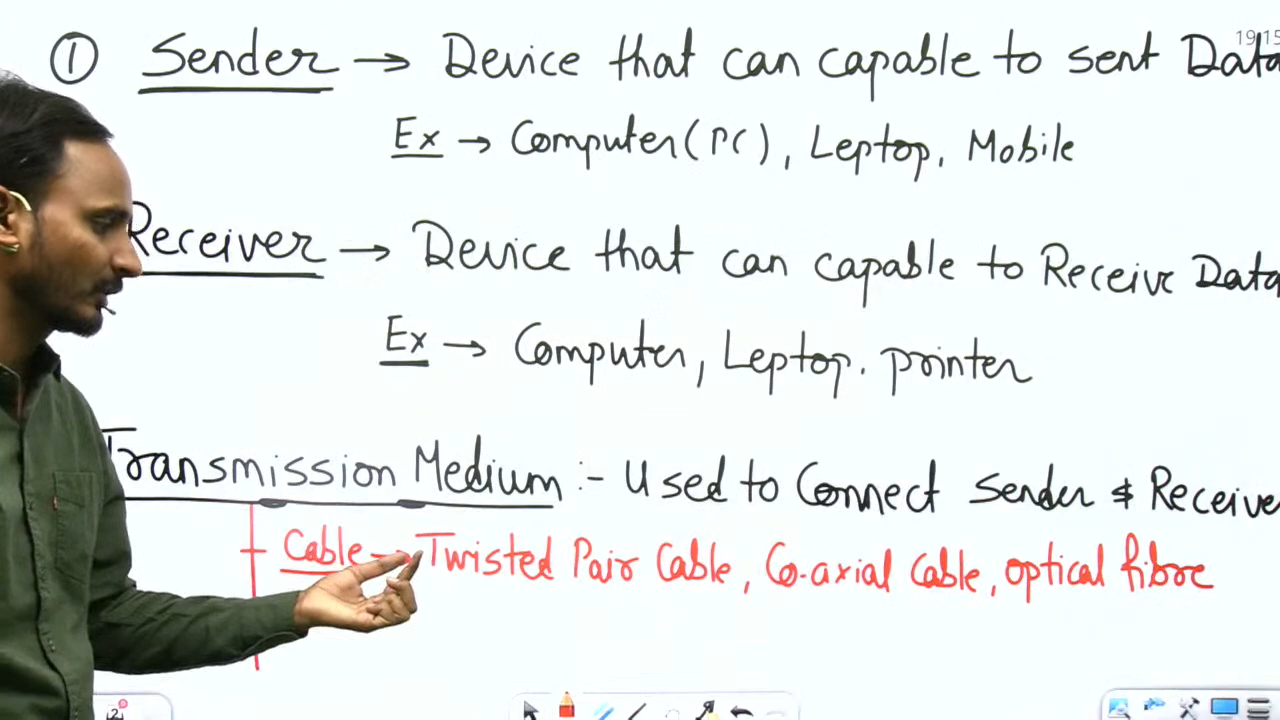 ① Sender → Device that can capable to sent Data
Ex → Computer(PC), Leptop, Mobile
Receiver → Device that can capable to Receive Data
Ex → Computer, Leptop. printer
Transmission Medium :- Used to Connect Sender & Receive
Cable → Twisted Pair Cable, Co-axial Cable, optical fibre